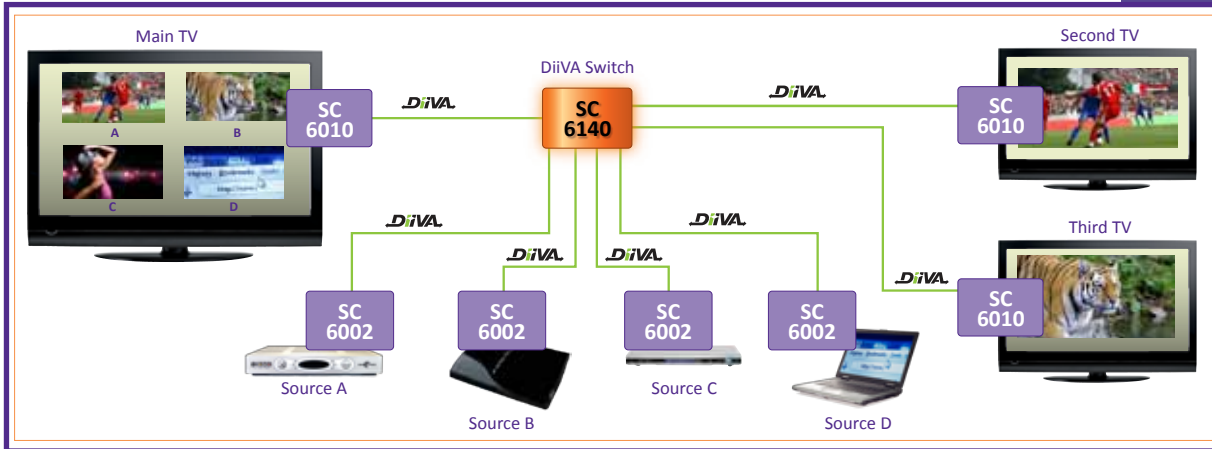 Main TV
A
B
C
D
SC
6010
DiiVA
DiiVA Switch
SC
6140
DiiVA
Second TV
SC
6010
Third TV
DiiVA
SC
6010
DiiVA
DiiVA
DiiVA
DiiVA
SC
6002
Source A
SC
6002
Source B
SC
6002
Source C
SC
6002
Source D